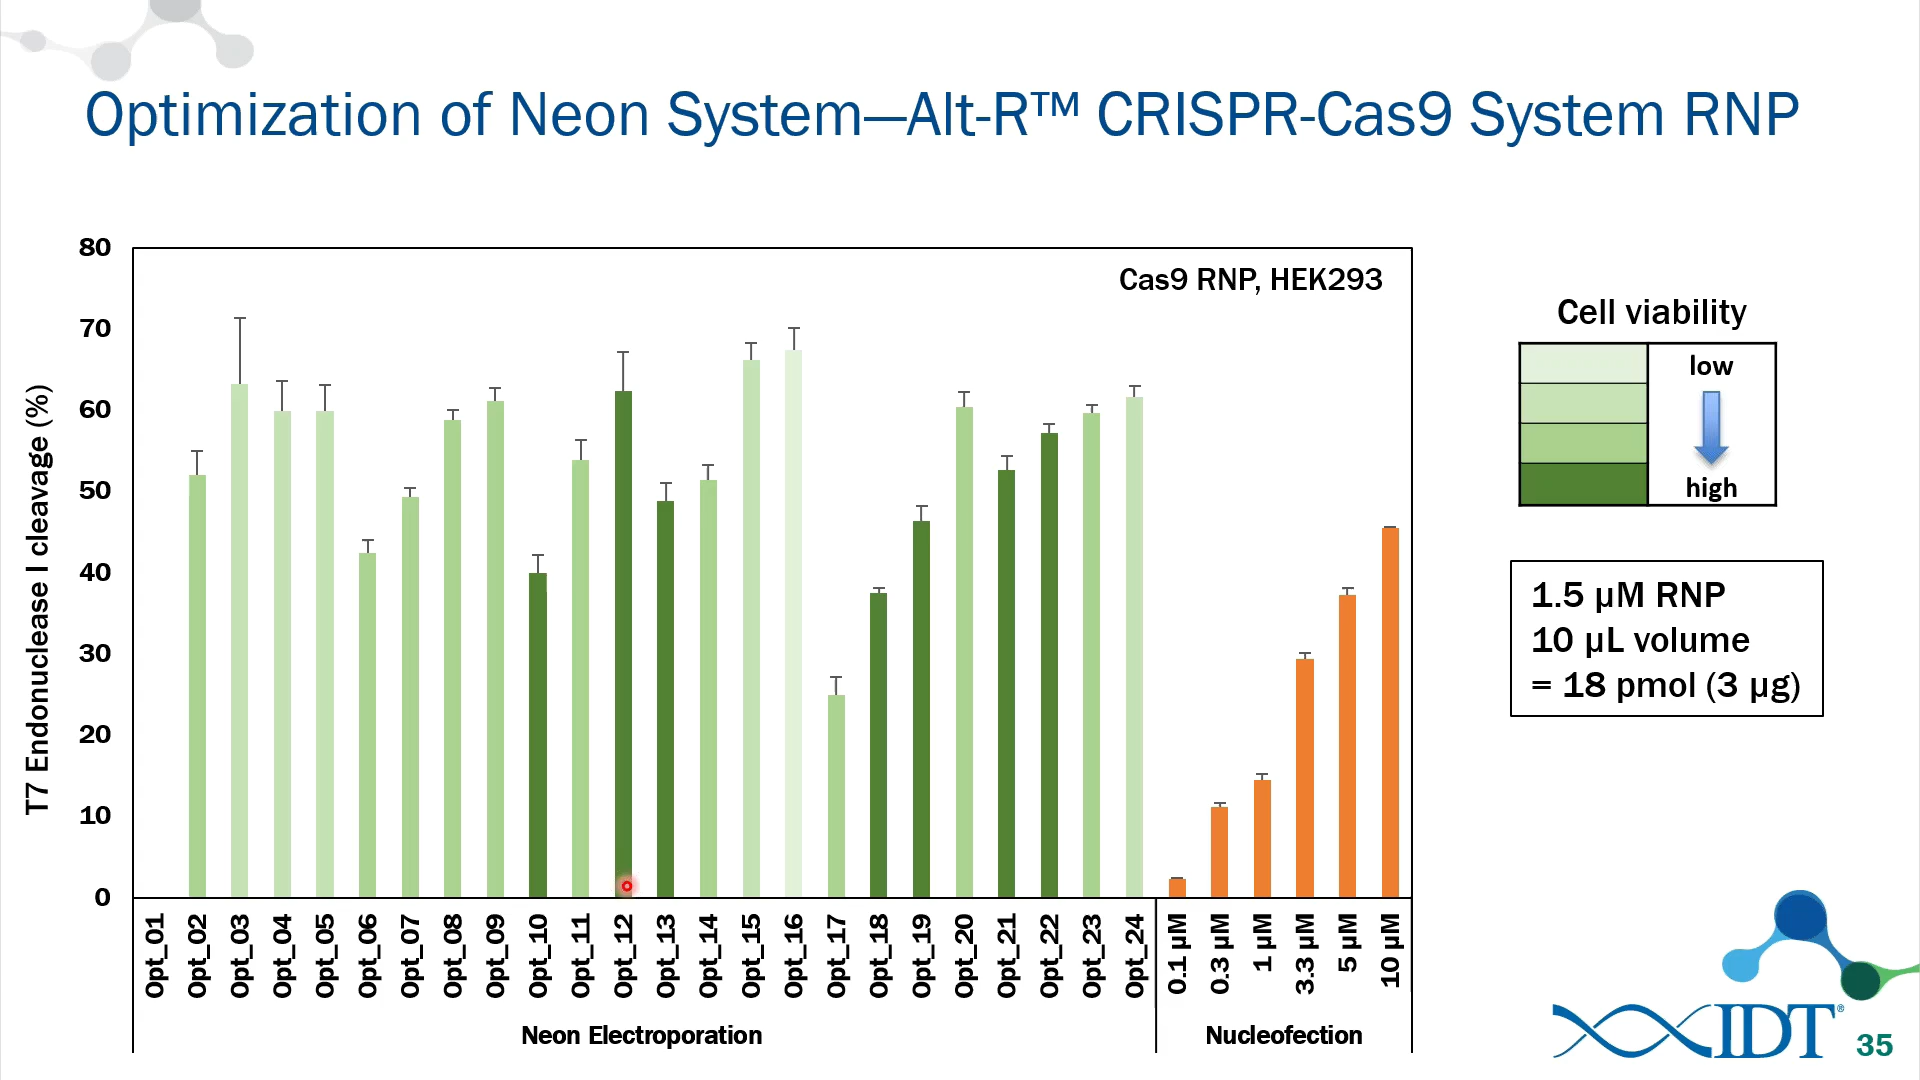 Optimization of Neon System—Alt-R™ CRISPR-Cas9 System RNP
T7 Endonuclease I cleavage (%)
80
70
60
50
40
30
20
10
0
Cas9 RNP, HEK293
Opt_01
Opt_02
Opt_03
Opt_04
Opt_05
Opt_06
Opt_07
Opt_08
Opt_09
Opt_10
Opt_11
Opt_12
Opt_13
Opt_14
Opt_15
Opt_16
Opt_17
Opt_18
Opt_19
Opt_20
Opt_21
Opt_22
Opt_23
Opt_24
0.1 µM
0.3 µM
1 µM
3.3 µM
5 µM
10 µM
Neon Electroporation
Nucleofection
Cell viability
low
high
1.5 µM RNP
10 µL volume
= 18 pmol (3 µg)
IDT®
35